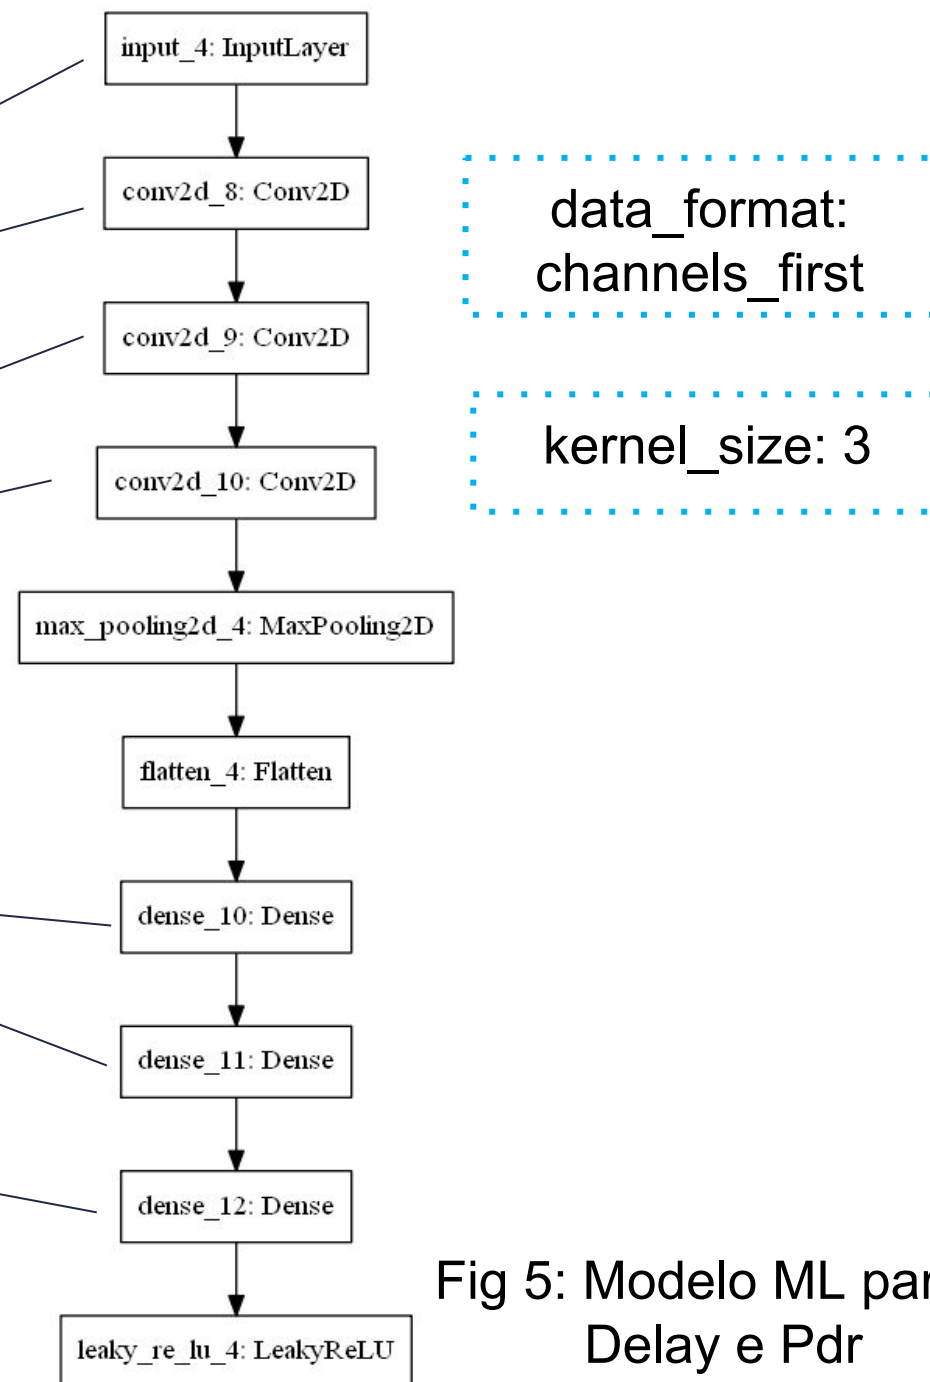 input_4: InputLayer
conv2d_8: Conv2D
data_format:
channels_first
conv2d_9: Conv2D
kernel_size: 3
conv2d_10: Conv2D
max_pooling2d_4: MaxPooling2D
flatten_4: Flatten
dense_10: Dense
dense_11: Dense
dense_12: Dense
leaky_re_lu_4: LeakyReLU
Fig 5: Modelo ML
Delay e Pdr